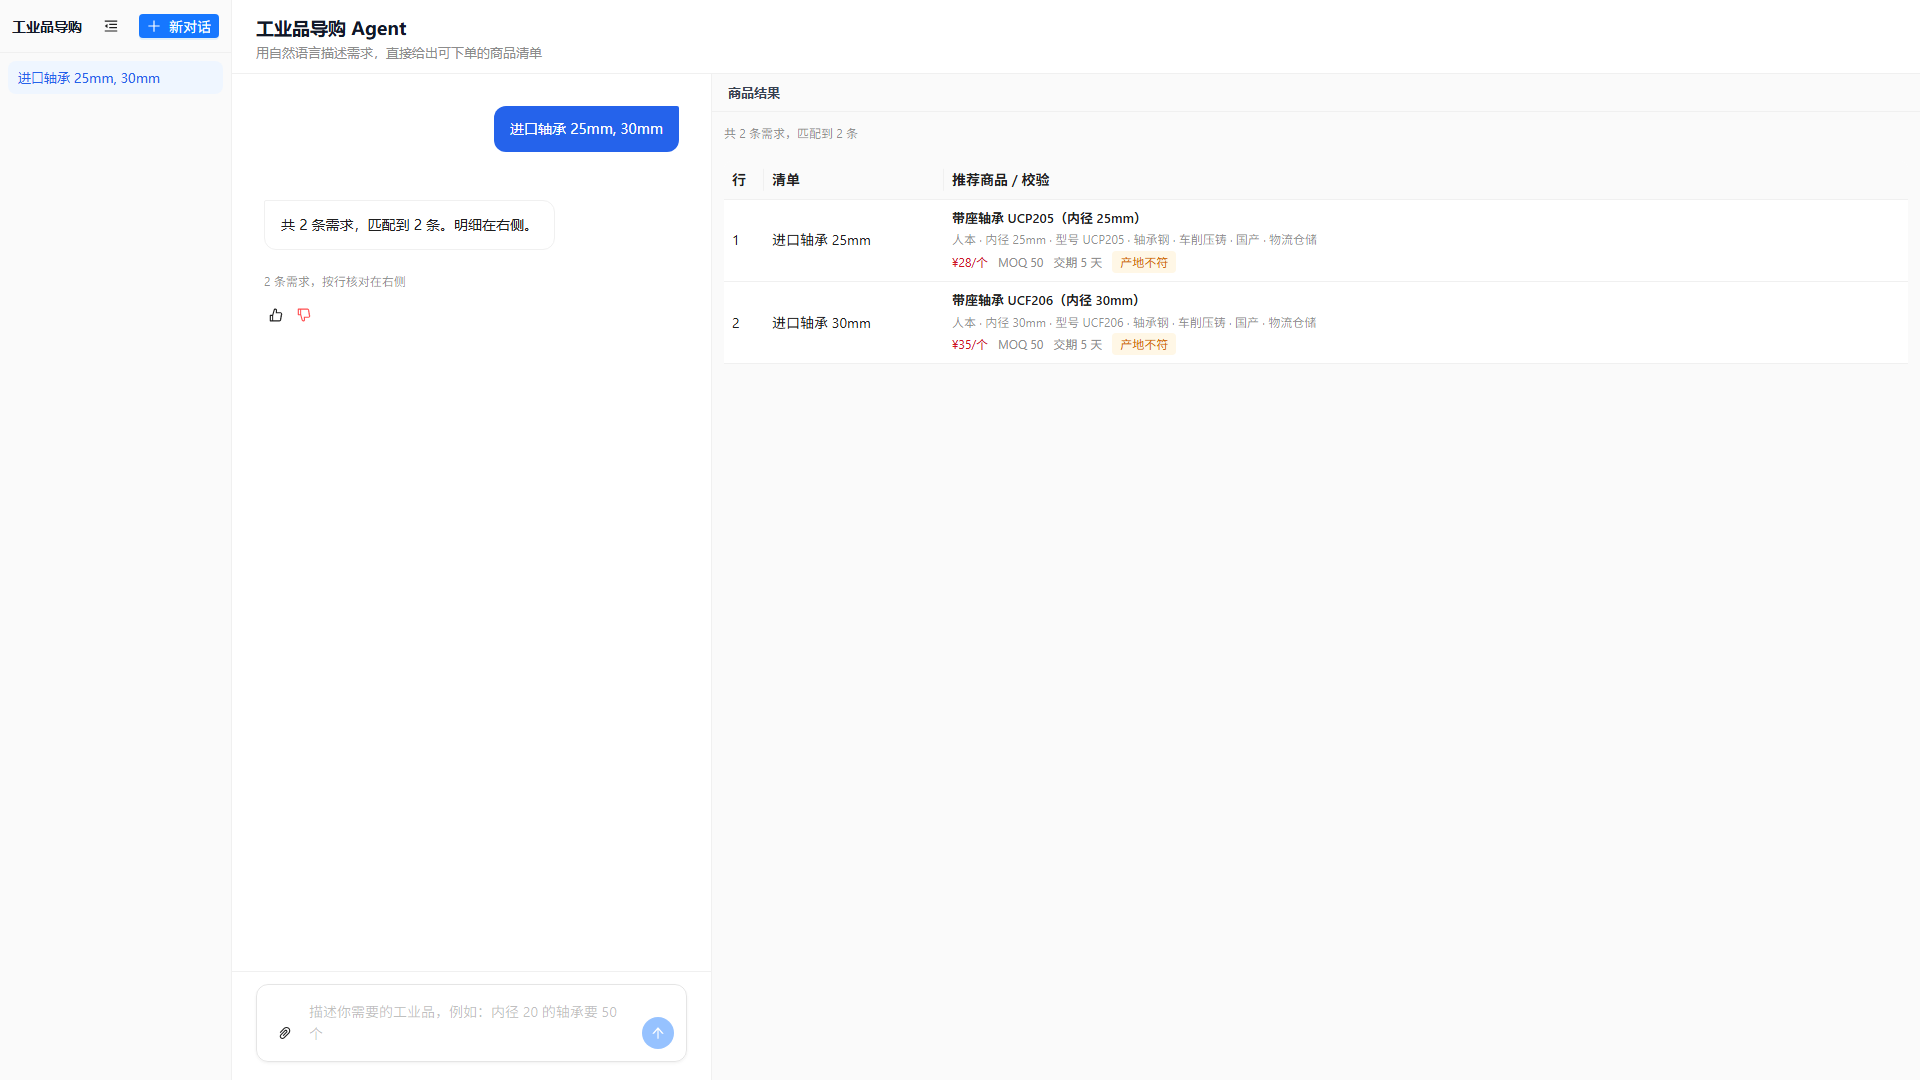 工业品导购
新对话
进口轴承 25mm, 30mm
工业品导购 Agent
用自然语言描述需求，直接给出可下单的商品清单
进口轴承 25mm, 30mm
共 2 条需求，匹配到 2 条。明细在右侧。
2 条需求，按行核对在右侧
描述你需要的工业品，例如：内径 20 的轴承要 50
个
商品结果
共 2 条需求，匹配到 2 条
行 清单 推荐商品 / 校验
1 进口轴承 25mm
带座轴承 UCP205（内径 25mm）
人本 · 内径 25mm · 型号 UCP205 · 轴承钢 · 车削压铸 · 国产 · 物流仓储
¥28/个 MOQ 50 交期 5 天 产地不符
2 进口轴承 30mm
带座轴承 UCF206（内径 30mm）
人本 · 内径 30mm · 型号 UCF206 · 轴承钢 · 车削压铸 · 国产 · 物流仓储
¥35/个 MOQ 50 交期 5 天 产地不符